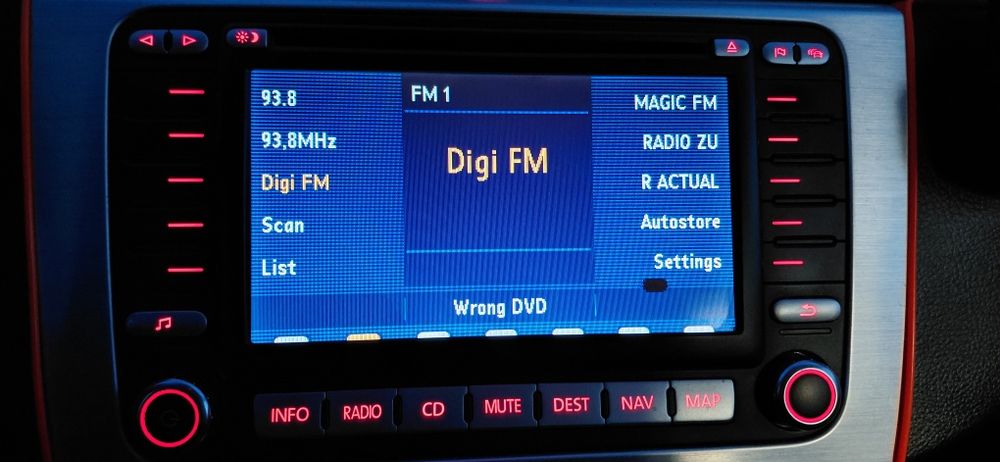 FM 1
93.8
93,8MHz
Digi FM
Scan
List
Digi FM
MAGIC FM
RADIO ZU
R ACTUAL
Autostore
Settings
Wrong DVD
INFO
RADIO
CD
MUTE
DEST
NAV
MAP